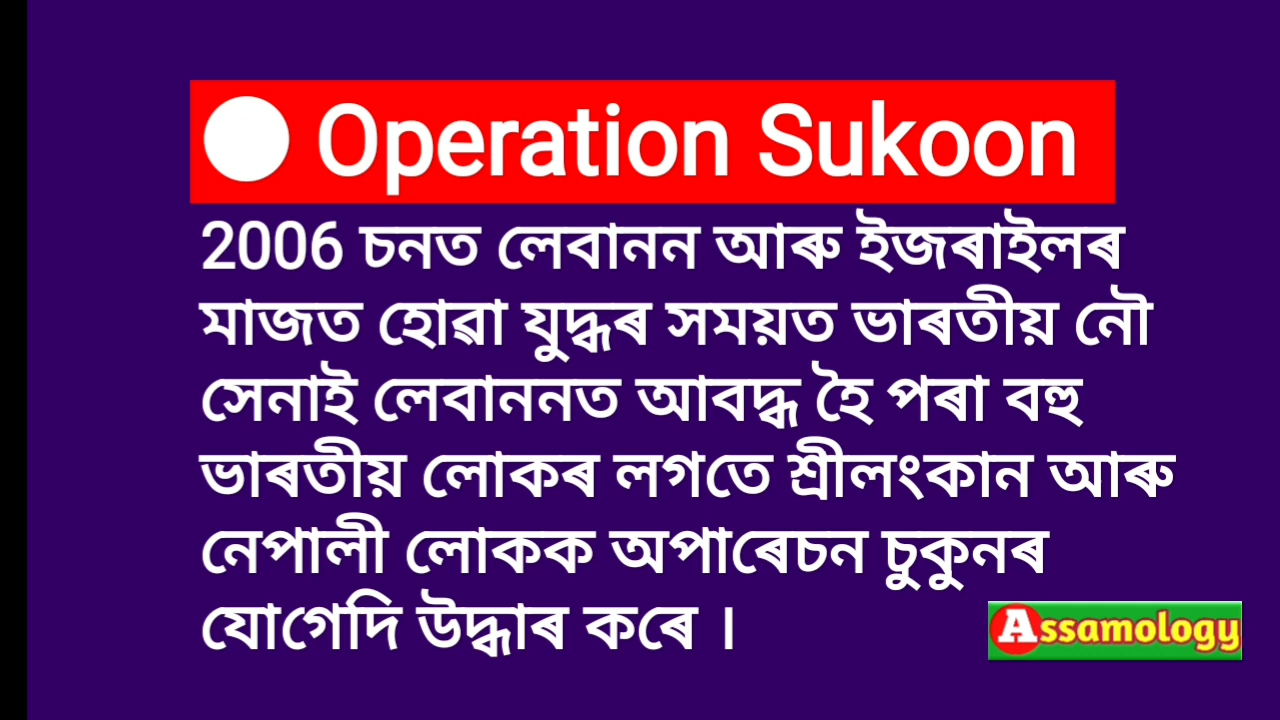 ● Operation Sukoon
2006 চনত লেবানন আৰু ইজৰাইলৰ
মাজত হোৱা যুদ্ধৰ সময়ত ভাৰতীয় নৌ
সেনাই লেবাননত আবদ্ধ হৈ পৰা বহু
ভাৰতীয় লোকৰ লগতে শ্ৰীলংকান আৰু
নেপালী লোকক অপাৰেচন চুকুনৰ
যোগেদি উদ্ধাৰ কৰে ।
Assamology